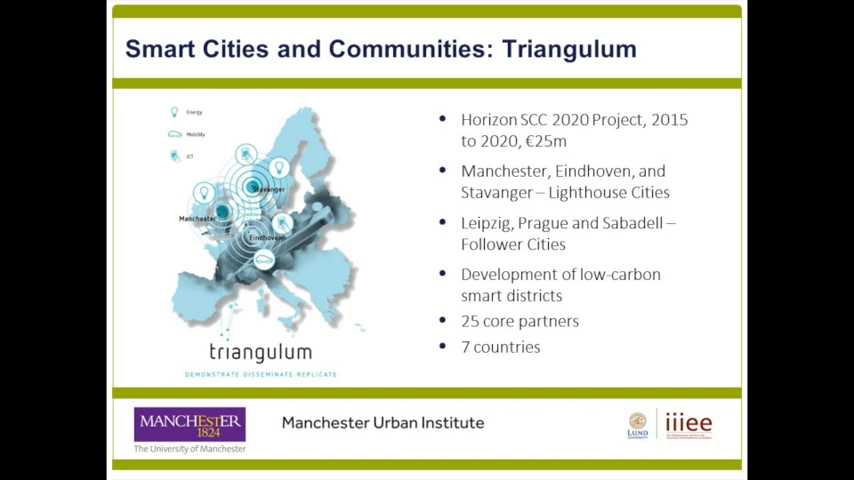 Smart Cities and Communities: Triangulum
Energy
Mobility
ICT
Stavanger
Manchester
Eindhoven
triangulum
DEMONSTRATE·DISSEMINATE·REPLICATE
• Horizon SCC 2020 Project, 2015
to 2020, €25m
• Manchester, Eindhoven, and
Stavanger – Lighthouse Cities
• Leipzig, Prague and Sabadell –
Follower Cities
• Development of low-carbon
smart districts
• 25 core partners
• 7 countries
MANCHESTER
1824
The University of Manchester
Manchester Urban Institute
LUND
UNIVERSITY
iiiee